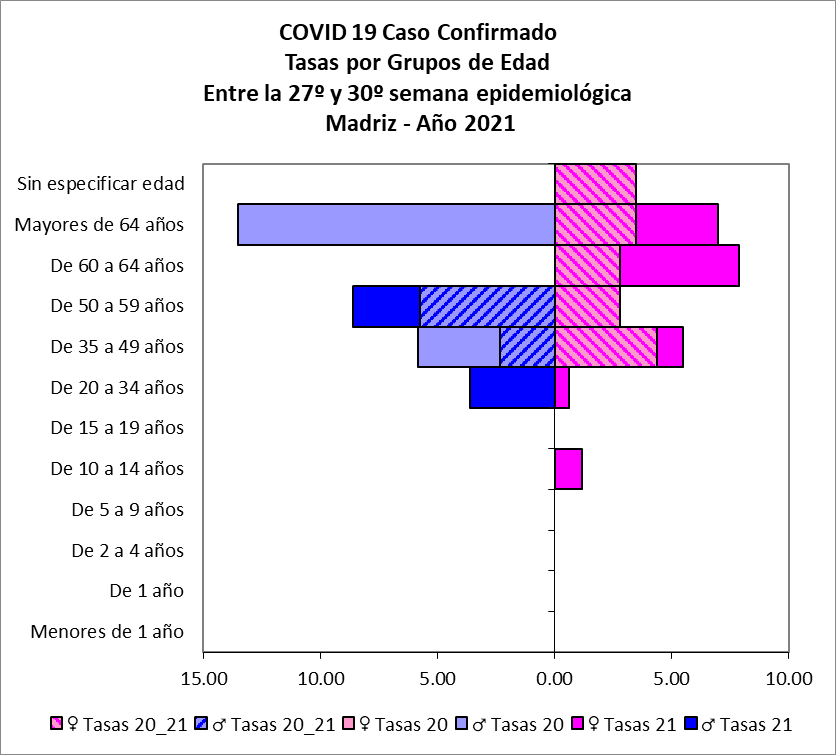 COVID 19 Caso Confirmado
Tasas por Grupos de Edad
Entre la 27º y 30º semana epidemiológica
Madriz - Año 2021
Sin especificar edad
Mayores de 64 años
De 60 a 64 años
De 50 a 59 años
De 35 a 49 años
De 20 a 34 años
De 15 a 19 años
De 10 a 14 años
De 5 a 9 años
De 2 a 4 años
De 1 año
Menores de 1 año
15.00 10.00 5.00 0.00 5.00 10.00
♀ Tasas 20_21 ♂ Tasas 20_21 ♀ Tasas 20 ♂ Tasas 20 ♀ Tasas 21 ♂ Tasas 21